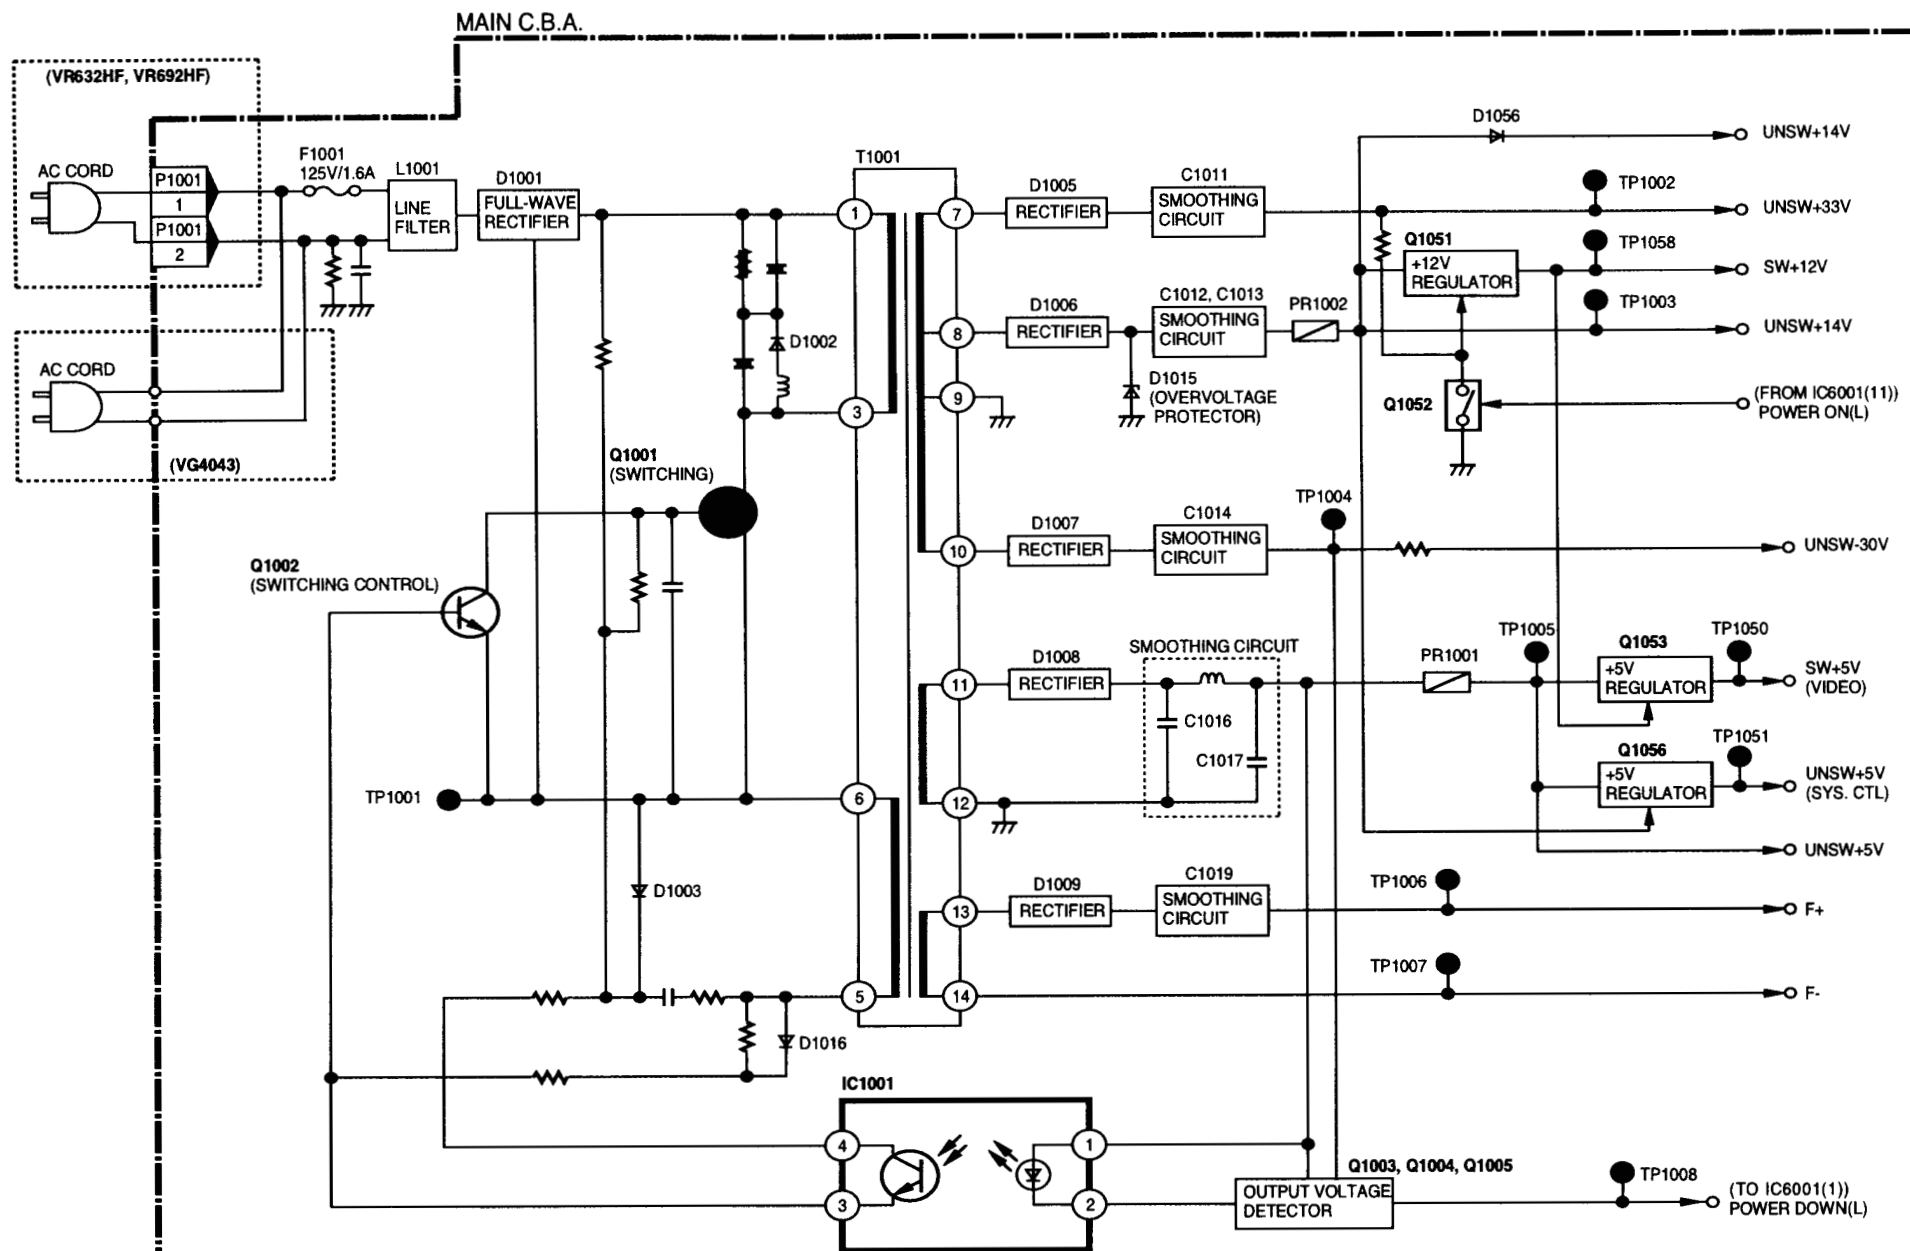 MAIN C.B.A.
(VR632HF, VR692HF)
AC CORD
P1001
1
P1001
2
F1001
125V/1.6A
L1001
LINE
FILTER
D1001
FULL-WAVE
RECTIFIER
AC CORD
(VG4043)
D1002
Q1001
(SWITCHING)
Q1002
(SWITCHING CONTROL)
TP1001
D1003
D1016
T1001
1
3
6
5
7
8
9
10
11
12
13
14
D1005
RECTIFIER
C1011
SMOOTHING
CIRCUIT
D1006
RECTIFIER
C1012, C1013
SMOOTHING
CIRCUIT
PR1002
D1015
(OVERVOLTAGE
PROTECTOR)
D1056
UNSW+14V
TP1002
UNSW+33V
Q1051
+12V
REGULATOR
TP1058
SW+12V
TP1003
UNSW+14V
Q1052
(FROM IC6001(11))
POWER ON(L)
D1007
RECTIFIER
C1014
SMOOTHING
CIRCUIT
TP1004
UNSW-30V
D1008
RECTIFIER
SMOOTHING CIRCUIT
C1016
C1017
PR1001
TP1005
Q1053
+5V
REGULATOR
TP1050
SW+5V
(VIDEO)
Q1056
+5V
REGULATOR
TP1051
UNSW+5V
(SYS. CTL)
UNSW+5V
D1009
RECTIFIER
C1019
SMOOTHING
CIRCUIT
TP1006
F+
TP1007
F-
IC1001
4
3
1
2
Q1003, Q1004, Q1005
OUTPUT VOLTAGE
DETECTOR
TP1008
(TO IC6001(1))
POWER DOWN(L)